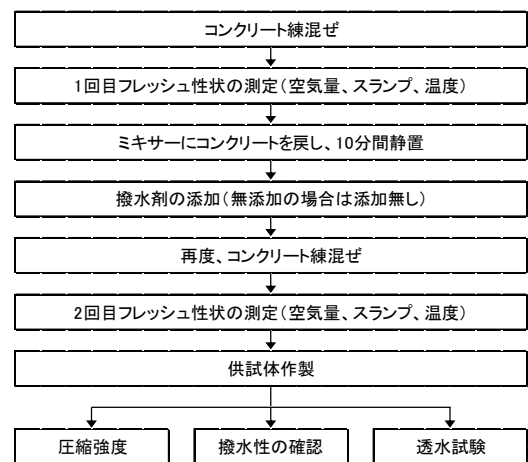 コンクリート練混ぜ
1回目フレッシュ性状の測定(空気量、スランプ、温度)
ミキサーにコンクリートを戻し、10分間静置
撥水剤の添加(無添加の場合は添加無し)
再度、コンクリート練混ぜ
2回目フレッシュ性状の測定(空気量、スランプ、温度)
供試体作製
圧縮強度
撥水性の確認
透水試験